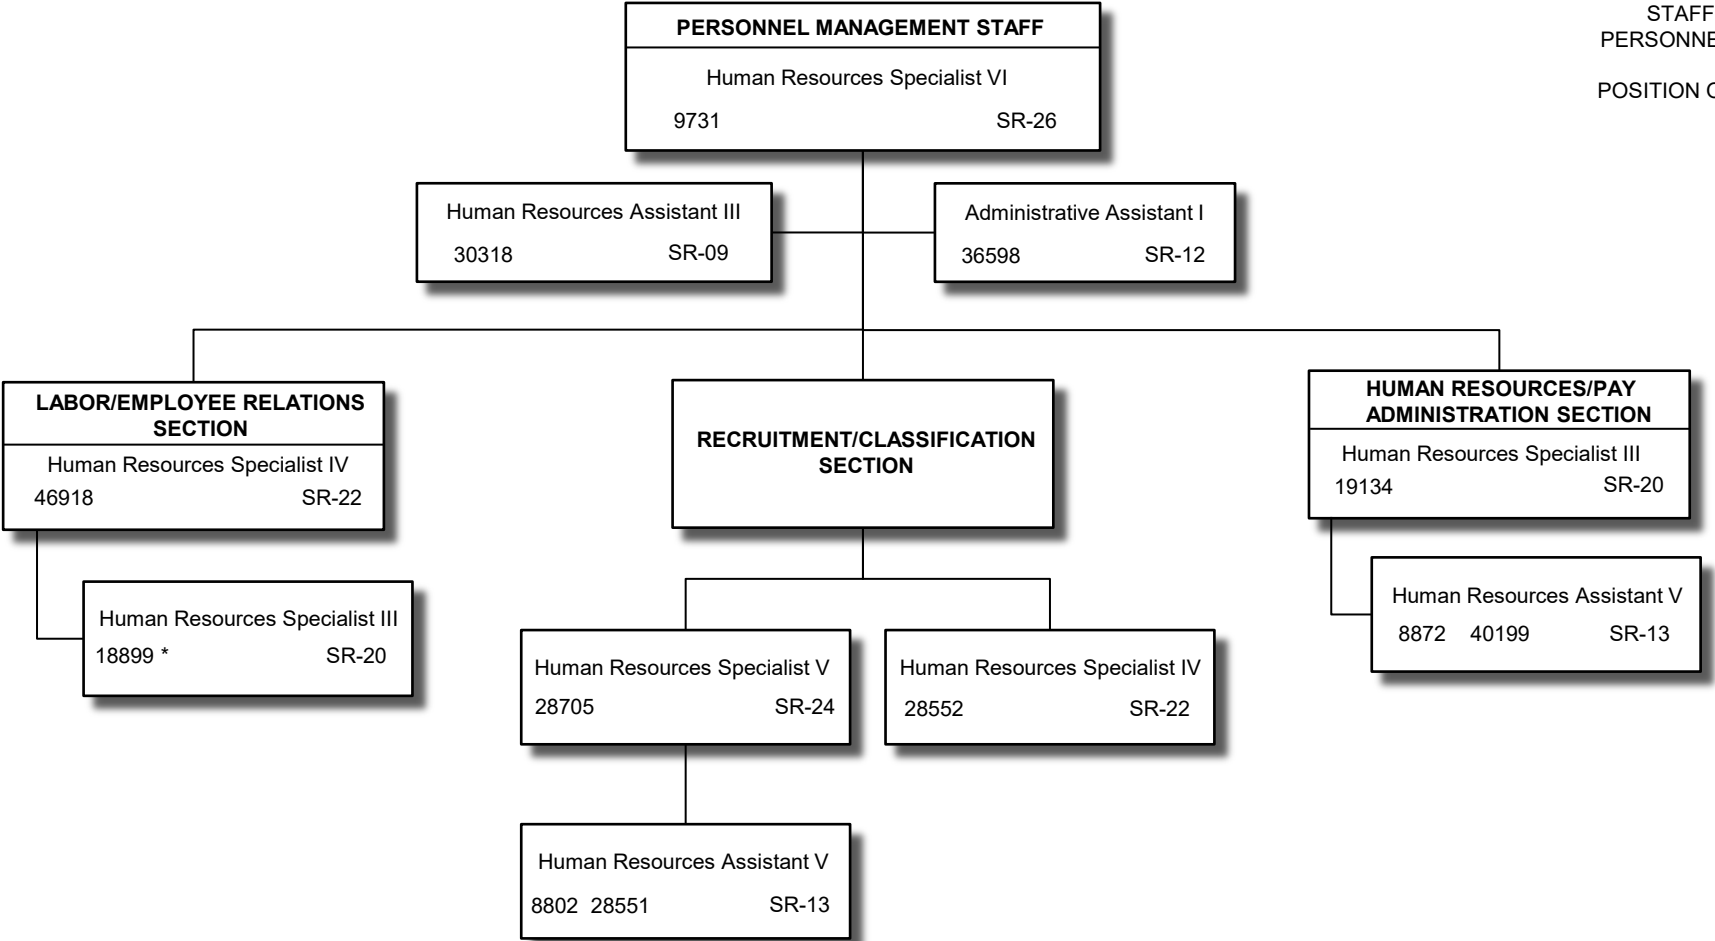 PERSONNEL MANAGEMENT STAFF
Human Resources Specialist VI
9731 SR-26
STAFF
PERSONNE
POSITION
Human Resources Assistant III
30318 SR-09
Administrative Assistant I
36598 SR-12
LABOR/EMPLOYEE RELATIONS
SECTION
Human Resources Specialist IV
46918 SR-22
Human Resources Specialist III
18899 * SR-20
RECRUITMENT/CLASSIFICATION
SECTION
Human Resources Specialist V
28705 SR-24
Human Resources Specialist IV
28552 SR-22
Human Resources Assistant V
8802 28551 SR-13
HUMAN RESOURCES/PAY
ADMINISTRATION SECTION
Human Resources Specialist III
19134 SR-20
Human Resources Assistant V
8872 40199 SR-13